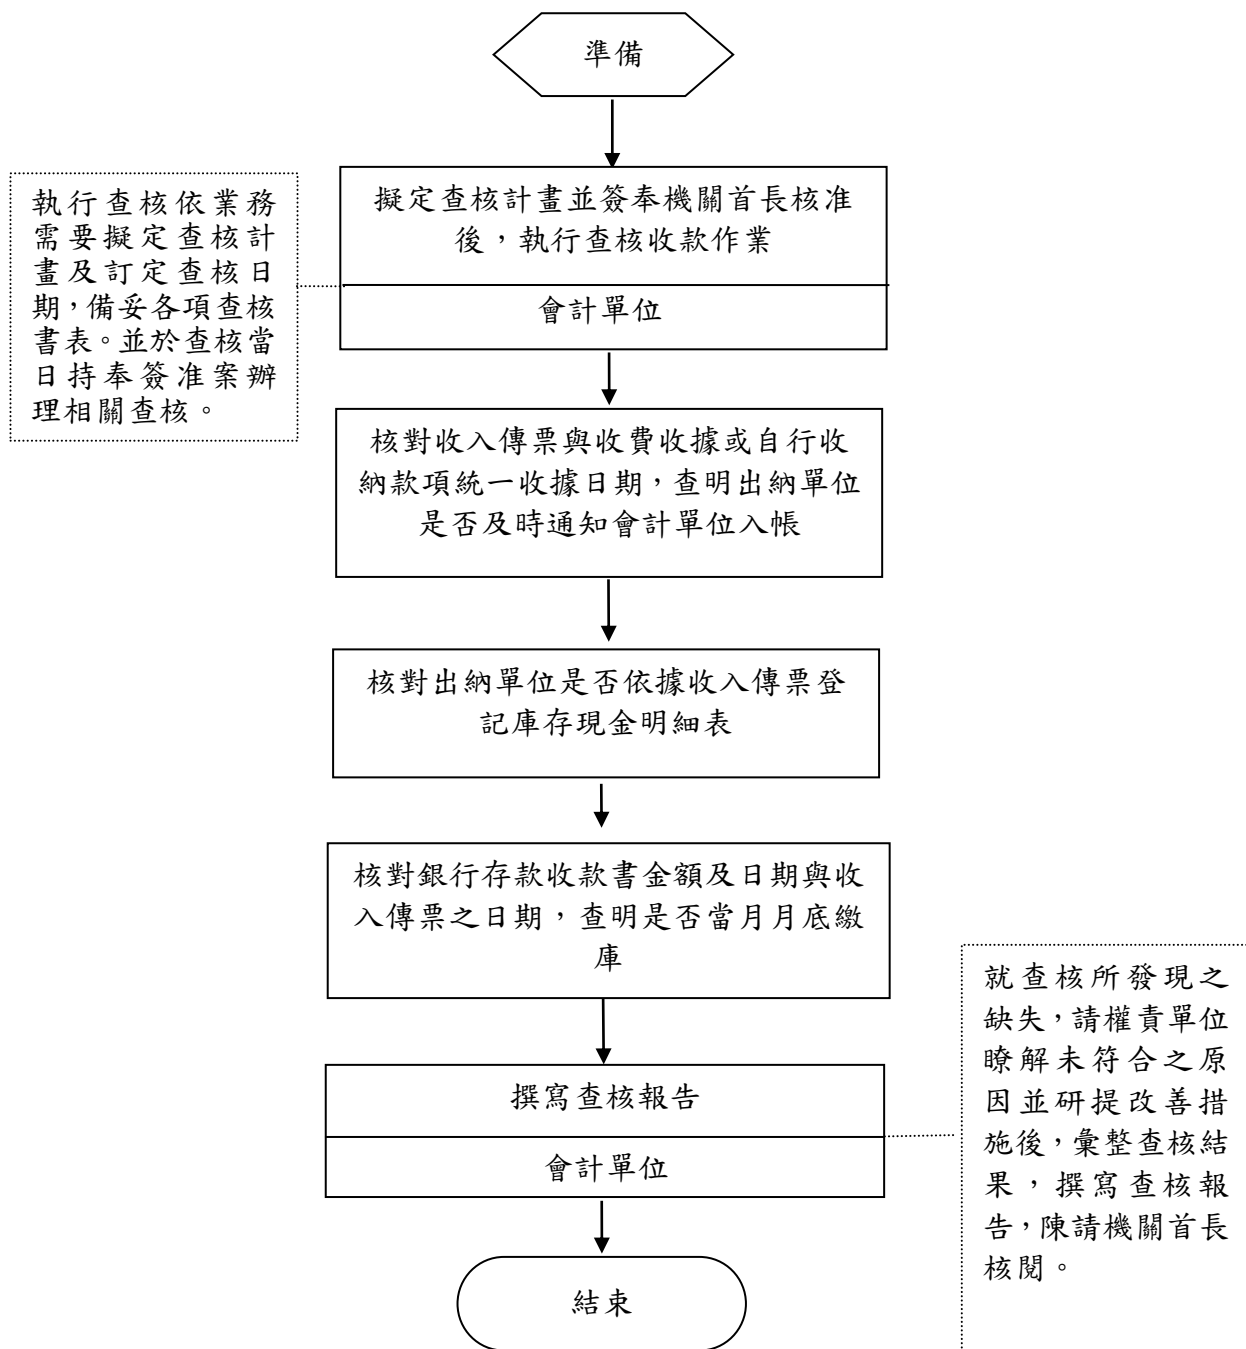 準備
擬定查核計畫並簽奉機關首長核准
後，執行查核收款作業
會計單位
執行查核依業務
需要擬定查核計
畫及訂定查核日
期，備妥各項查核
書表。並於查核當
日持奉簽准案辦
理相關查核。
核對收入傳票與收費收據或自行收
納款項統一收據日期，查明出納單位
是否及時通知會計單位入帳
核對出納單位是否依據收入傳票登
記庫存現金明細表
核對銀行存款收款書金額及日期與收
入傳票之日期，查明是否當月月底繳
庫
撰寫查核報告
會計單位
就查核所發現之
缺失，請權責單位
瞭解未符合之原
因並研提改善措
施後，彙整查核結
果，撰寫查核報
告，陳請機關首長
核閱。
結束